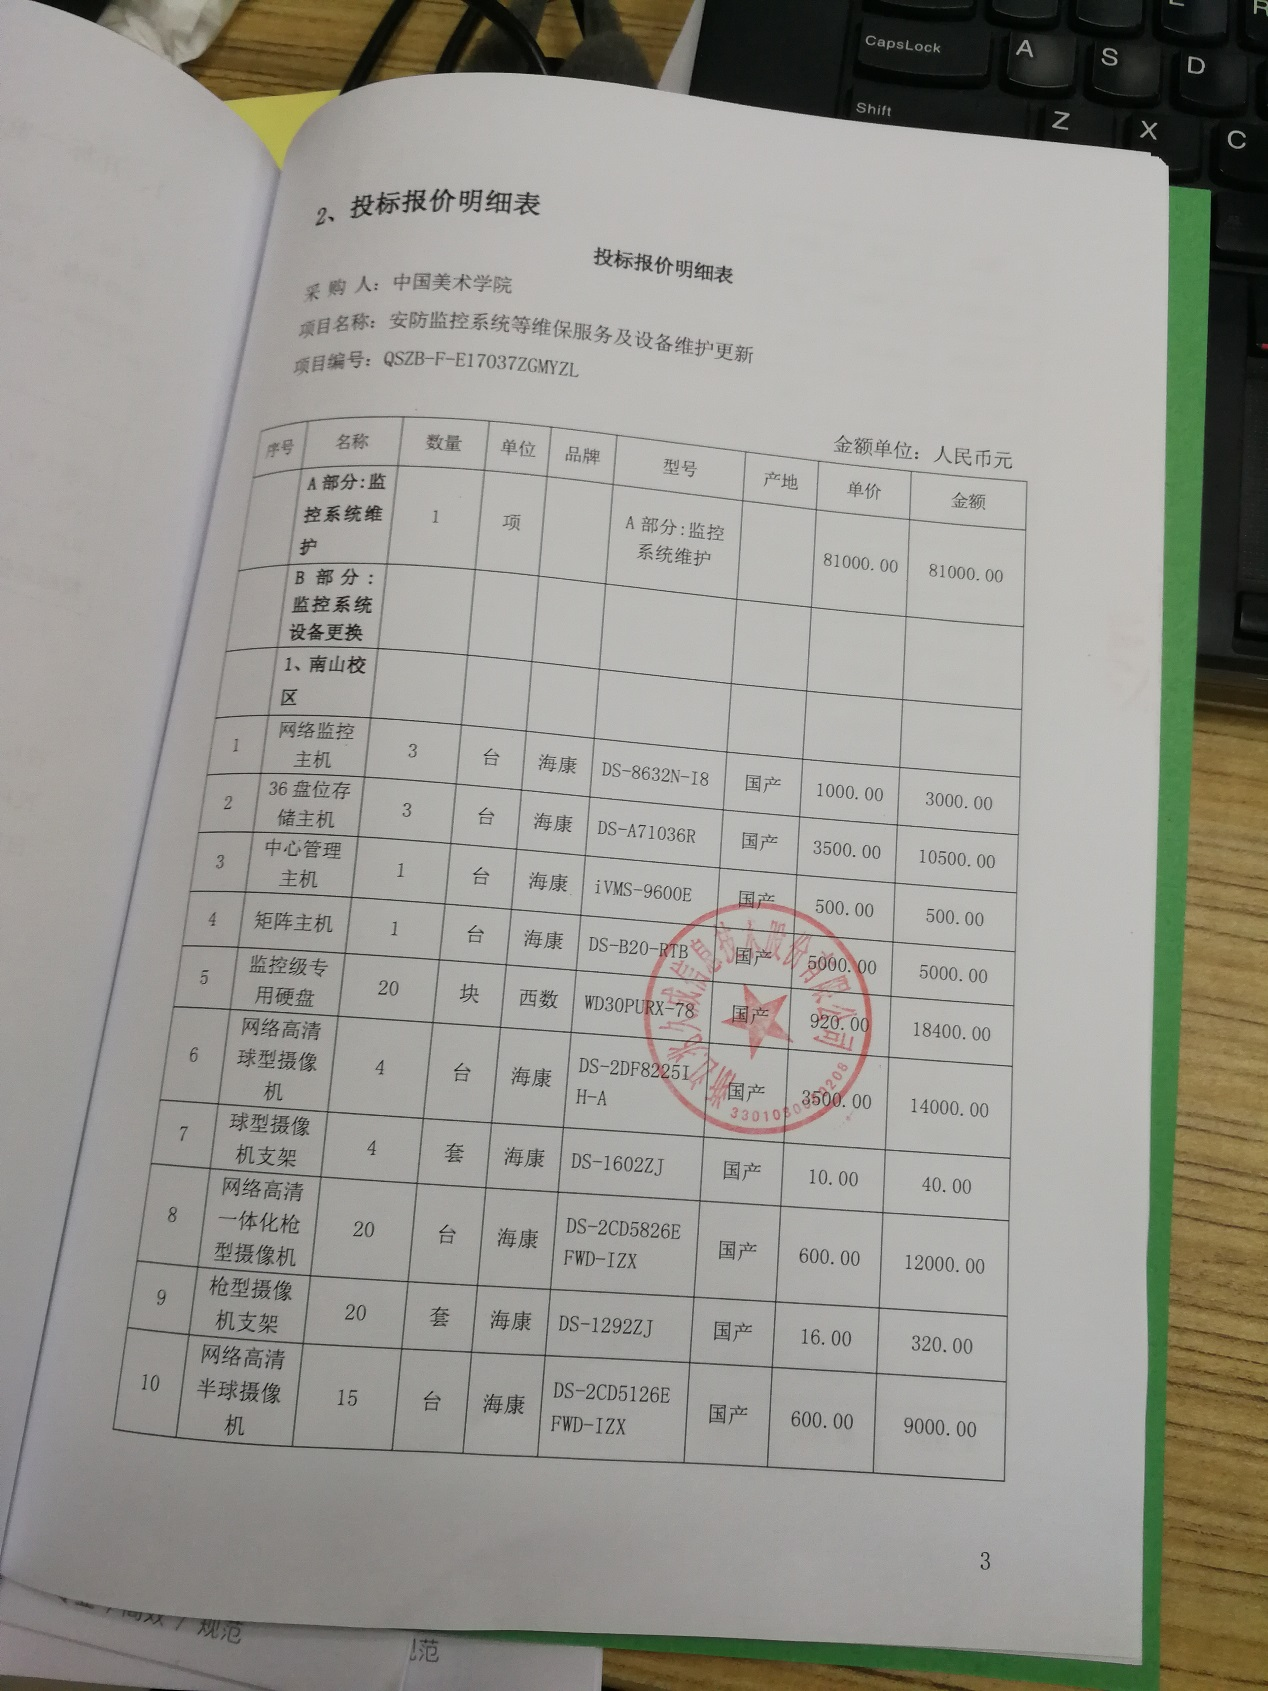 CapsLock
A
S
D
Shift
Z
X
C
2、投标报价明细表
投标报价明细表
采 购 人：中国美术学院
项目名称：安防监控系统等维保服务及设备维护更新
项目编号：QSZB-F-E17037ZGMYZL
金额单位：人民币元
序号 名称 数量 单位 品牌 型号 产地 单价 金额
A 部分:监控系统维护 1 项 A 部分:监控系统维护 81000.00 81000.00
B 部分：监控系统设备更换
1、南山校区
1 网络监控主机 3 台 海康 DS-8632N-I8 国产 1000.00 3000.00
2 36 盘位存储主机 3 台 海康 DS-A71036R 国产 3500.00 10500.00
3 中心管理主机 1 台 海康 iVMS-9600E 国产 500.00 500.00
4 矩阵主机 1 台 海康 DS-B20-RTB 国产 5000.00 5000.00
5 监控级专用硬盘 20 块 西数 WD30PURX-78 国产 920.00 18400.00
6 网络高清球型摄像机 4 台 海康 DS-2DF8225IH-A 国产 3500.00 14000.00
7 球型摄像机支架 4 套 海康 DS-1602ZJ 国产 10.00 40.00
8 网络高清一体化枪型摄像机 20 台 海康 DS-2CD5826EFWD-IZX 国产 600.00 12000.00
9 枪型摄像机支架 20 套 海康 DS-1292ZJ 国产 16.00 320.00
10 网络高清半球摄像机 15 台 海康 DS-2CD5126EFWD-IZX 国产 600.00 9000.00
信息技术股份有限公司
3
规范